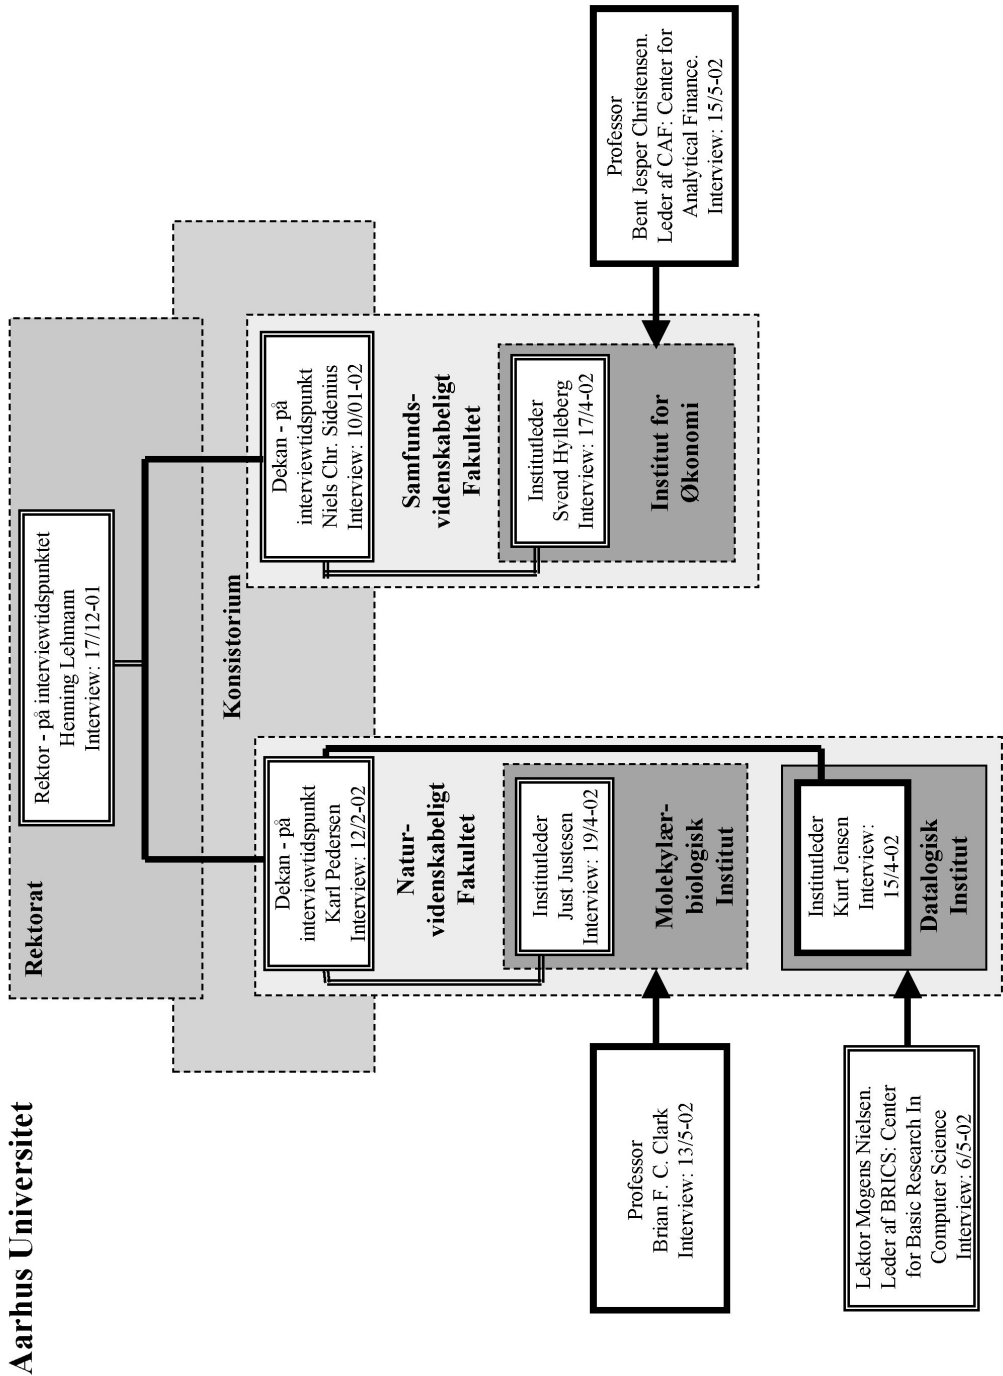 Aarhus Universitet
Rektorat
Rektor - på interviewtidspunktet
Henning Lehmann
Interview: 17/12-01
Konsistorium
Dekan - på
interviewtidspunkt
Karl Pedersen
Interview: 12/2-02
Natur-
videnskabeligt
Fakultet
Institutleder
Just Justesen
Interview: 19/4-02
Molekylær-
biologisk
Institut
Institutleder
Kurt Jensen
Interview:
15/4-02
Datalogisk
Institut
Professor
Brian F. C. Clark
Interview: 13/5-02
Lektor Mogens Nielsen.
Leder af BRICS: Center
for Basic Research In
Computer Science
Interview: 6/5-02
Dekan - på
interviewtidspunkt
Niels Chr. Sidenius
Interview: 10/01-02
Samfunds-
videnskabeligt
Fakultet
Institutleder
Svend Hylleberg
Interview: 17/4-02
Institut for
Økonomi
Professor
Bent Jesper Christensen.
Leder af CAF: Center for
Analytical Finance.
Interview: 15/5-02